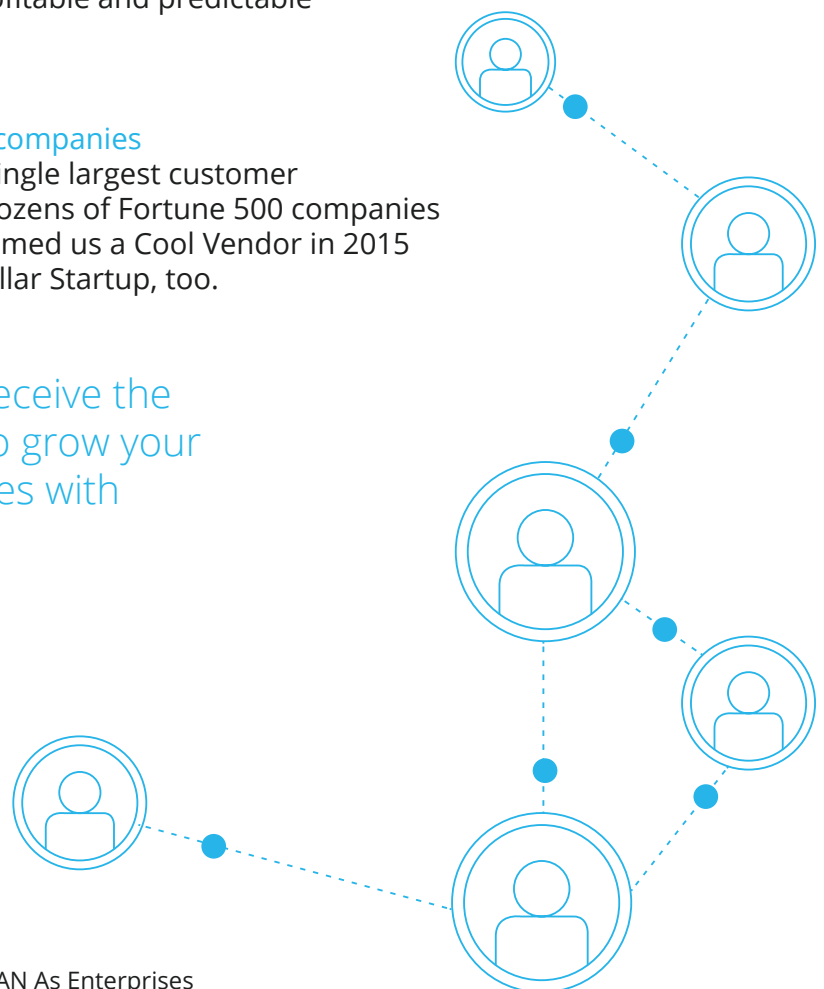 fitable and predictable
companies
ingle largest customer
ozens of Fortune 500 companies
med us a Cool Vendor in 2015
llar Startup, too.
eceive the
o grow your
es with
AN As Enterprises